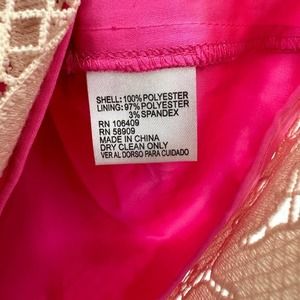 SHELL: 100% POLYESTER
LINING: 97% POLYESTER
3% SPANDEX
RN 106409
RN 58909
MADE IN CHINA
DRY CLEAN ONLY
VER AL DORSO PARA CUIDADO